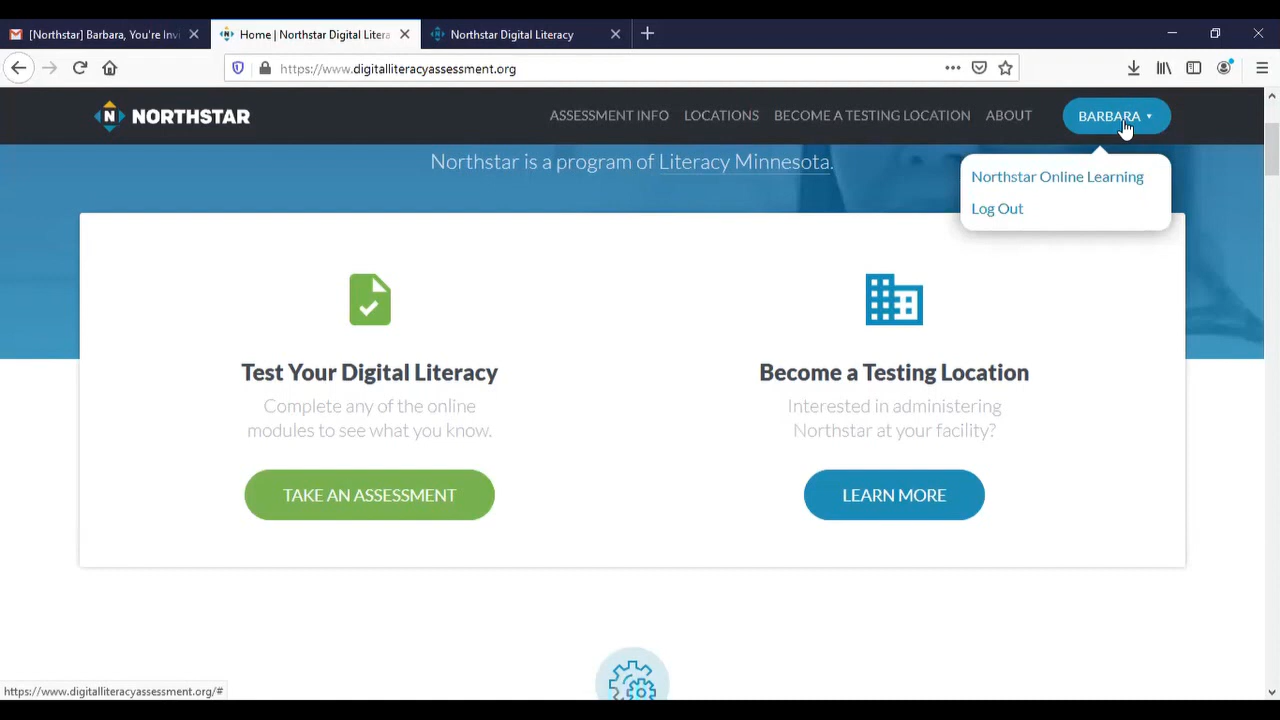 [Northstar] Barbara, You're Invi
Home | Northstar Digital Litera
Northstar Digital Literacy
https://www.digitalliteracyassessment.org
N NORTHSTAR
ASSESSMENT INFO LOCATIONS BECOME A TESTING LOCATION ABOUT BARBARA
Northstar Online Learning
Log Out
Northstar is a program of Literacy Minnesota.
Test Your Digital Literacy
Complete any of the online
modules to see what you know.
TAKE AN ASSESSMENT
Become a Testing Location
Interested in administering
Northstar at your facility?
LEARN MORE
https://www.digitalliteracyassessment.org/#